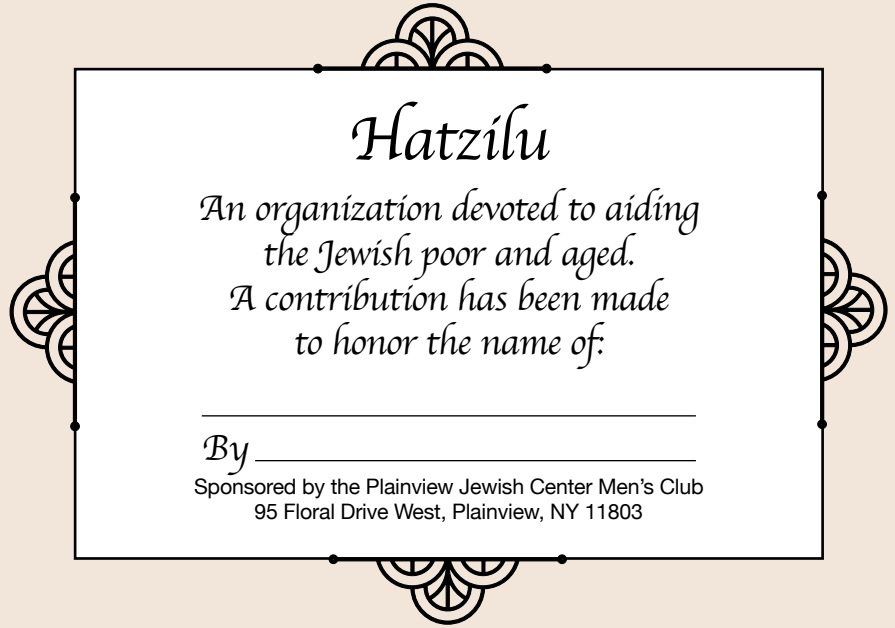 Hatzilu
An organization devoted to aiding
the Jewish poor and aged.
A contribution has been made
to honor the name of:
By
Sponsored by the Plainview Jewish Center Men’s Club
95 Floral Drive West, Plainview, NY 11803